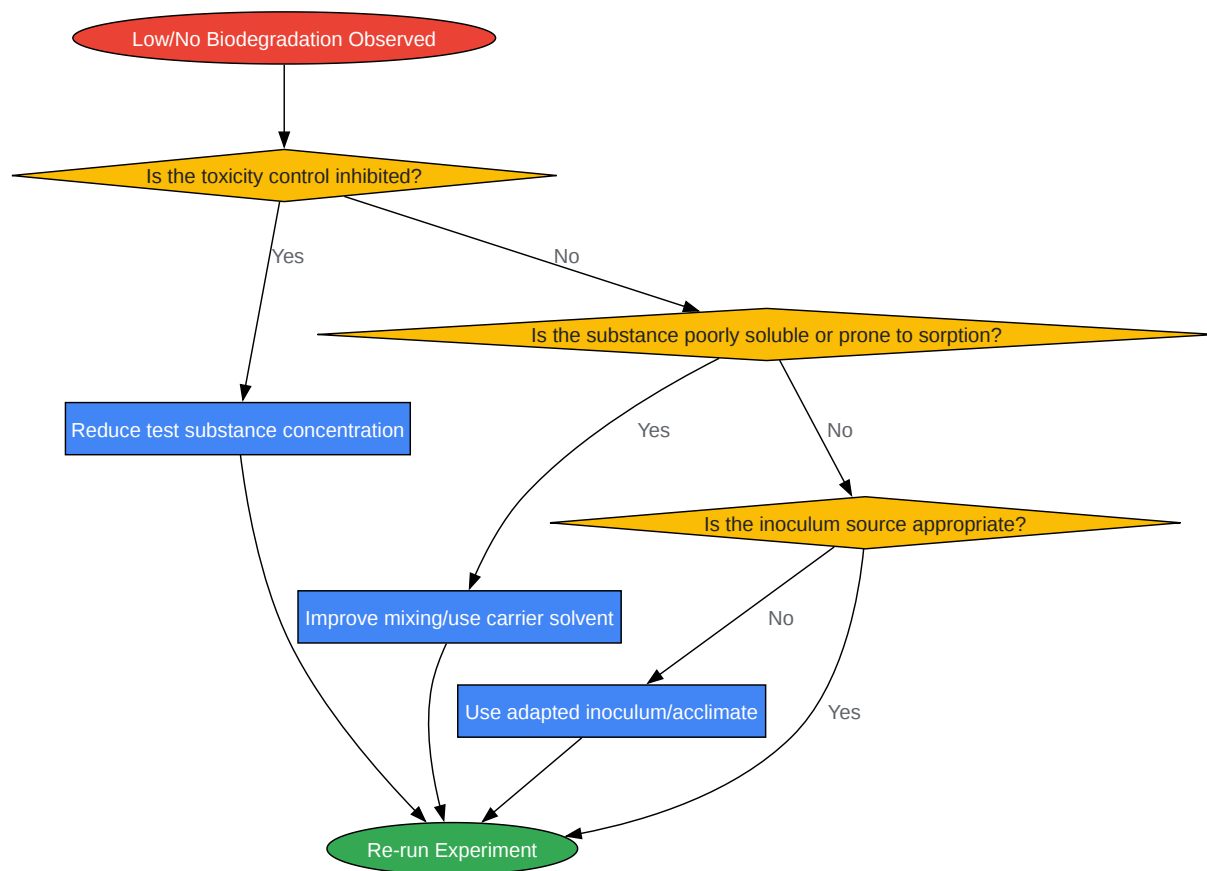 Low/No Biodegradation Observed
Is the toxicity control inhibited?
Yes
No
Is the substance poorly soluble or prone to sorption?
Reduce test substance concentration
Yes
No
Is the inoculum source appropriate?
Improve mixing/use carrier solvent
No
Use adapted inoculum/acclimate
Yes
Re-run Experiment